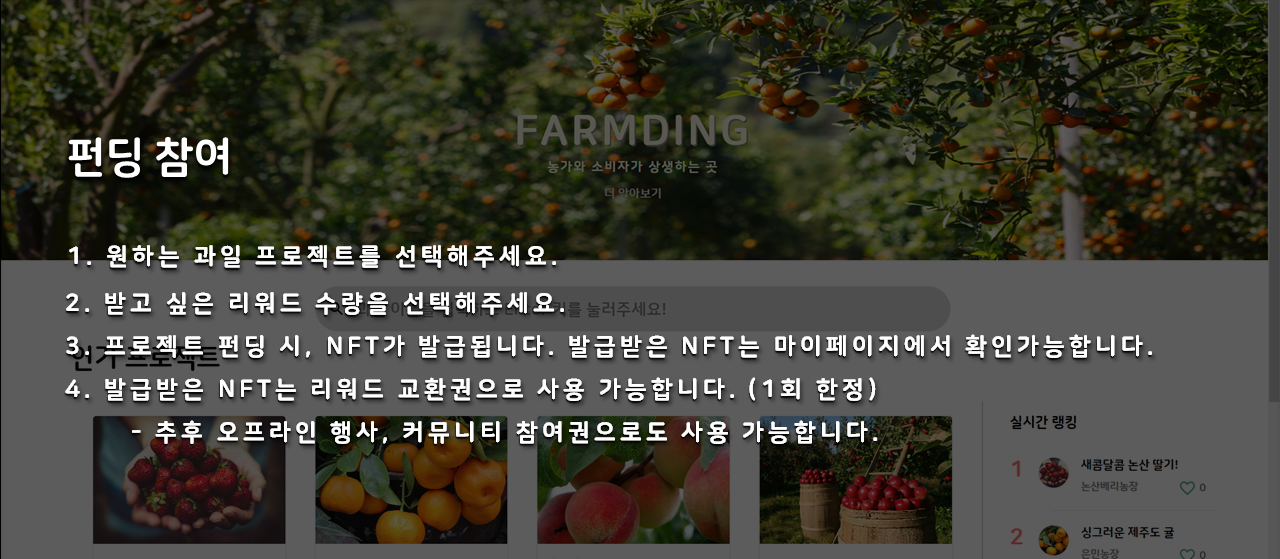 FARMDING
농가와 소비자가 상생하는 곳
더 알아보기
펀딩 참여
1. 원하는 과일 프로젝트를 선택해주세요.
2. 받고 싶은 리워드 수량을 선택해주세요.
눌러주세요!
3. 프로젝트 펀딩 시, NFT가 발급됩니다. 발급받은 NFT는 마이페이지에서 확인가능합니다.
인기 프로젝트
4. 발급받은 NFT는 리워드 교환권으로 사용 가능합니다. (1회 한정)
- 추후 오프라인 행사, 커뮤니티 참여권으로도 사용 가능합니다.
실시간 랭킹
1 새콤달콤 논산 딸기!
논산베리농장 0
2 싱그러운 제주도 귤
은민농장 0